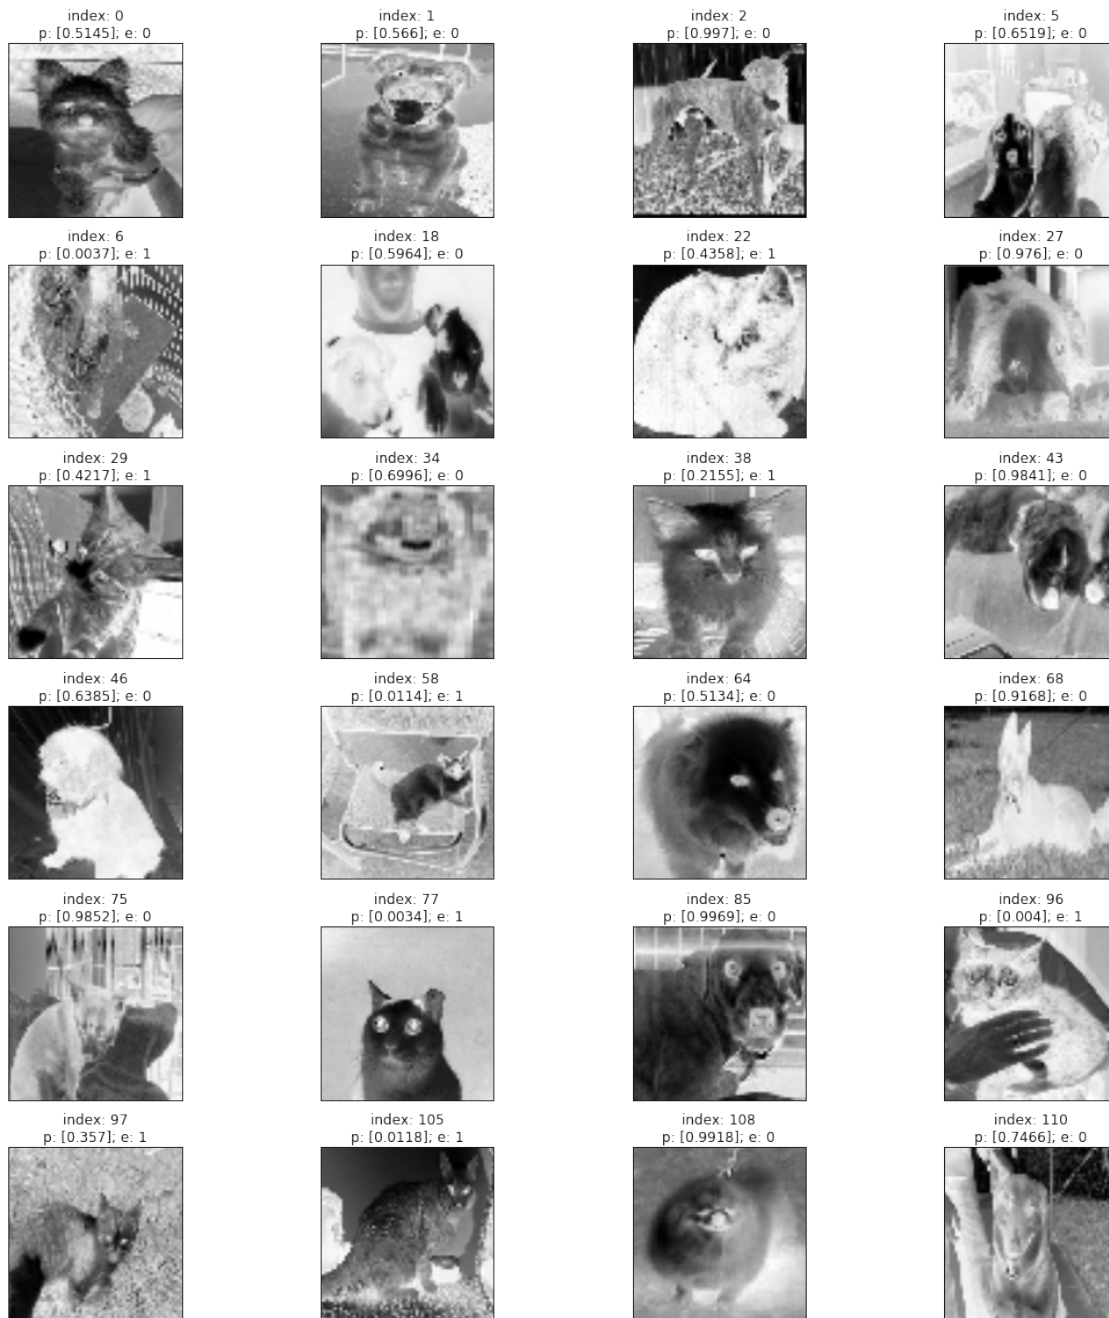 index: 0
p: [0.5145]; e: 0
index: 1
p: [0.566]; e: 0
index: 2
p: [0.997]; e: 0
index: 5
p: [0.6519]; e: 0
index: 6
p: [0.0037]; e: 1
index: 18
p: [0.5964]; e: 0
index: 22
p: [0.4358]; e: 1
index: 27
p: [0.976]; e: 0
index: 29
p: [0.4217]; e: 1
index: 34
p: [0.6996]; e: 0
index: 38
p: [0.2155]; e: 1
index: 43
p: [0.9841]; e: 0
index: 46
p: [0.6385]; e: 0
index: 58
p: [0.0114]; e: 1
index: 64
p: [0.5134]; e: 0
index: 68
p: [0.9168]; e: 0
index: 75
p: [0.9852]; e: 0
index: 77
p: [0.0034]; e: 1
index: 85
p: [0.9969]; e: 0
index: 96
p: [0.004]; e: 1
index: 97
p: [0.357]; e: 1
index: 105
p: [0.0118]; e: 1
index: 108
p: [0.9918]; e: 0
index: 110
p: [0.7466]; e: 0